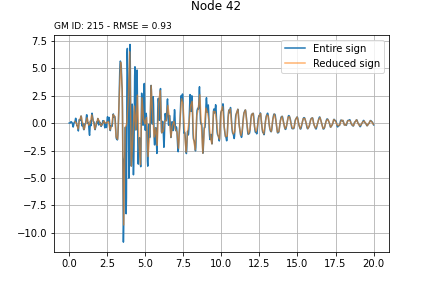 Node 42
GM ID: 215 - RMSE = 0.93
Entire sign
Reduced sign
7.5
5.0
2.5
0.0
−2.5
−5.0
−7.5
−10.0
0.0 2.5 5.0 7.5 10.0 12.5 15.0 17.5 20.0